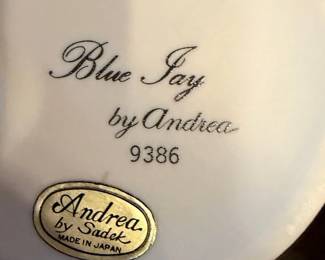 Blue Jay
by Andrea
9386
Andrea
by Sadek
MADE IN JAPAN